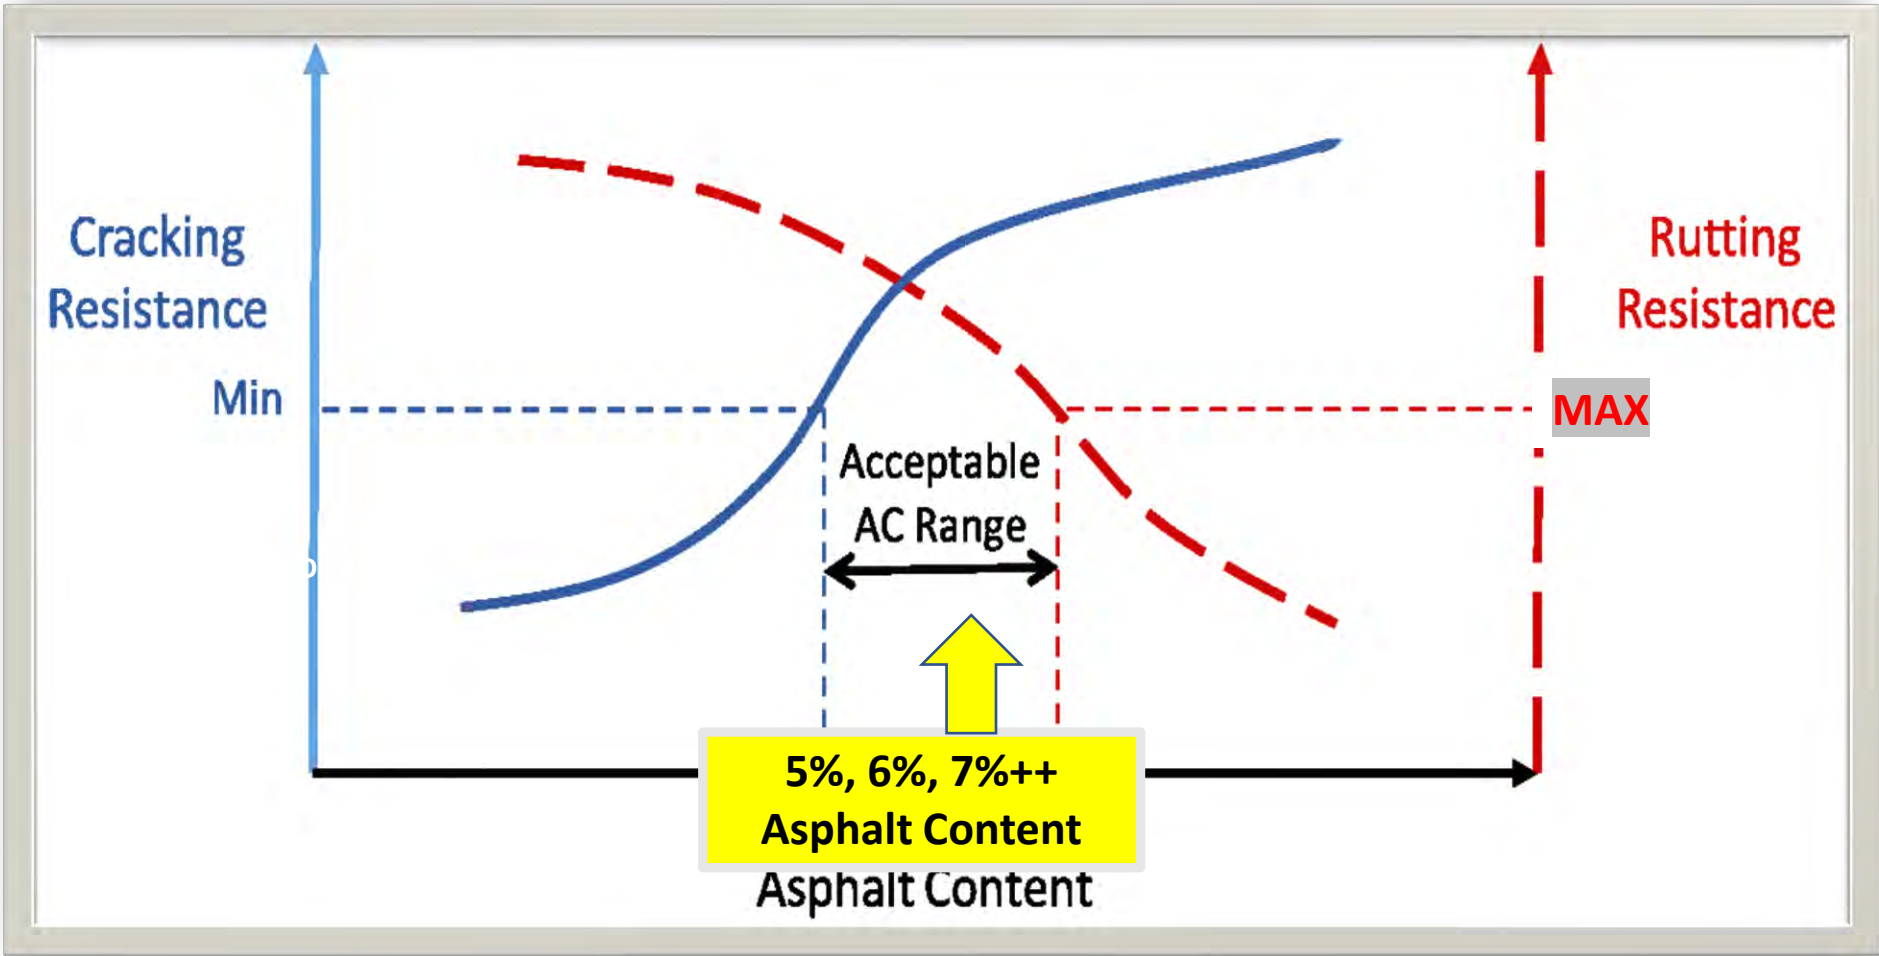 Cracking
Resistance
Min
Rutting
Resistance
MAX
Acceptable
AC Range
5%, 6%, 7%++
Asphalt Content
Asphalt Content